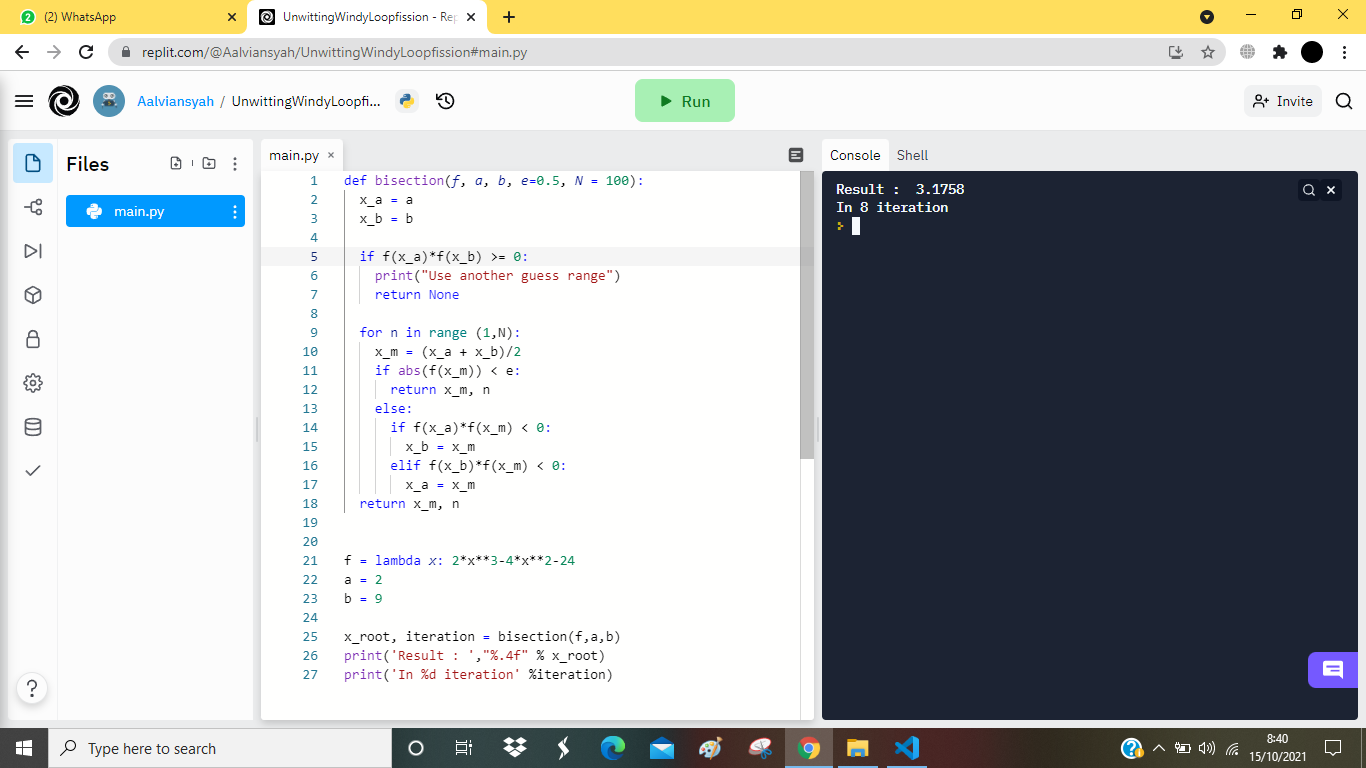 2
(2) WhatsApp
UnwittingWindyLoopfission - Rep
replit.com/@Aalviansyah/UnwittingWindyLoopfission#main.py
Aalviansyah / UnwittingWindyLoopfi...
Run
Invite
Files
main.py
main.py
1 def bisection(f, a, b, e=0.5, N = 100):
2 x_a = a
3 x_b = b
4
5 if f(x_a)*f(x_b) >= 0:
6 print("Use another guess range")
7 return None
8
9 for n in range (1,N):
10 x_m = (x_a + x_b)/2
11 if abs(f(x_m)) < e:
12 return x_m, n
13 else:
14 if f(x_a)*f(x_m) < 0:
15 x_b = x_m
16 elif f(x_b)*f(x_m) < 0:
17 x_a = x_m
18 return x_m, n
19
20
21 f = lambda x: 2*x**3-4*x**2-24
22 a = 2
23 b = 9
24
25 x_root, iteration = bisection(f,a,b)
26 print('Result : ',"%.4f" % x_root)
27 print('In %d iteration' %iteration)
Console Shell
Result :  3.1758
In 8 iteration
?
Type here to search
8:40
15/10/2021